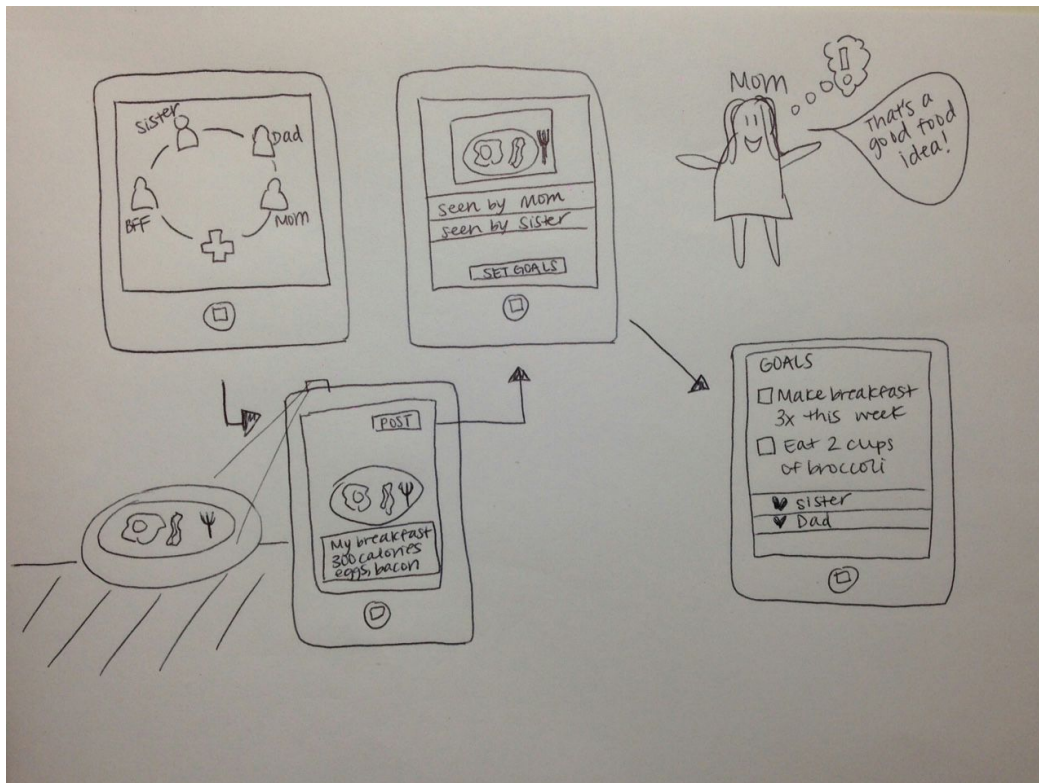 sister
Dad
BFF
Mom
POST
My breakfast
300 calories
eggs, bacon
seen by Mom
seen by sister
SET GOALS
Mom
!
That's a
good food
idea!
GOALS
Make breakfast
3x this week
Eat 2 cups
of broccoli
sister
Dad